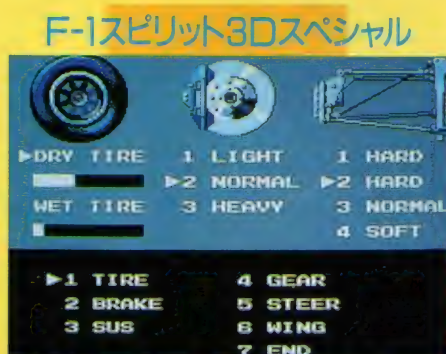 F-1スピリット3Dスペシャル
▶DRY TIRE
WET TIRE
1 LIGHT
▶2 NORMAL
3 HEAVY
1 HARD
▶2 HARD
3 NORMAL
4 SOFT
▶1 TIRE
2 BRAKE
3 SUS
4 GEAR
5 STEER
6 WING
7 END